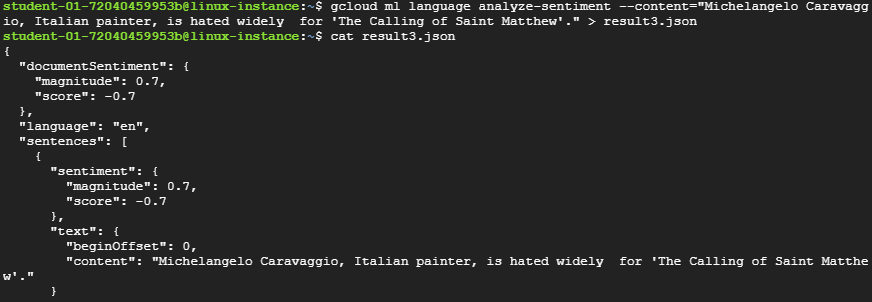 student-01-72040459953b@linux-instance:~$ gcloud ml language analyze-sentiment --content="Michelangelo Caravagg
io, Italian painter, is hated widely  for 'The Calling of Saint Matthew'." > result3.json
student-01-72040459953b@linux-instance:~$ cat result3.json
{
  "documentSentiment": {
    "magnitude": 0.7,
    "score": -0.7
  },
  "language": "en",
  "sentences": [
    {
      "sentiment": {
        "magnitude": 0.7,
        "score": -0.7
      },
      "text": {
        "beginOffset": 0,
        "content": "Michelangelo Caravaggio, Italian painter, is hated widely  for 'The Calling of Saint Matthe
w'."
      }